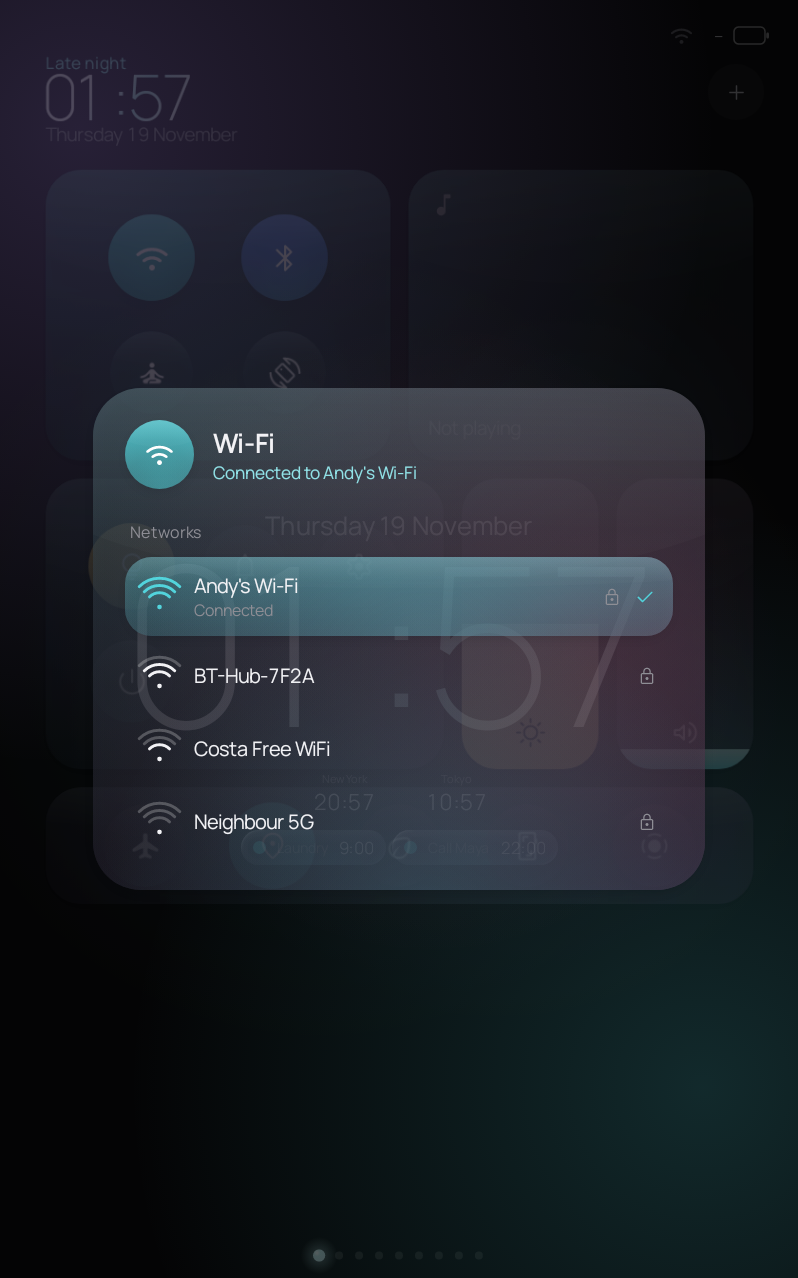 Late night
01:57
Thursday 19 November
Not playing
Wi-Fi
Connected to Andy's Wi-Fi
Thursday 19 November
Networks
01:57
Andy's Wi-Fi
Connected
BT-Hub-7F2A
Costa Free WiFi
New York
20:57
Tokyo
10:57
Neighbour 5G
9:00
22:00